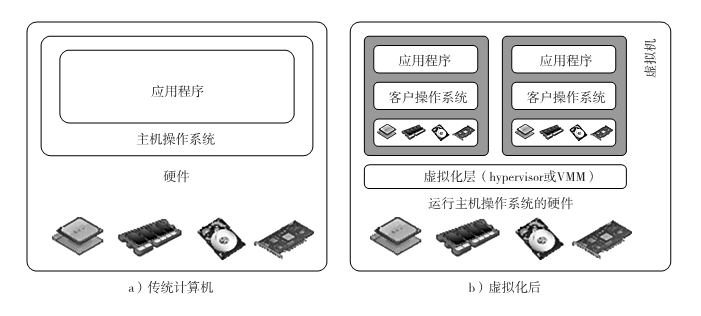 应用程序
主机操作系统
硬件
a）传统计算机
应用程序
客户操作系统
应用程序
客户操作系统
虚拟机
虚拟化层（hypervisor或VMM）
运行主机操作系统的硬件
b）虚拟化后